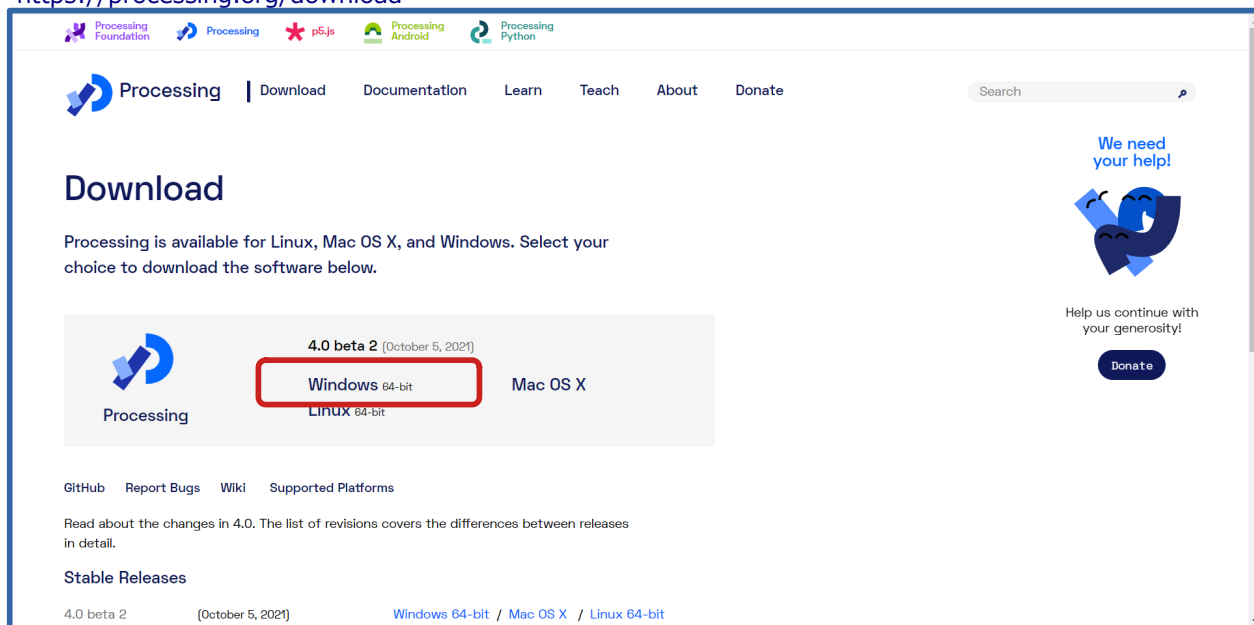 https://processing.org/download
Processing Foundation
Processing
p5.js
Processing Android
Processing Python
Processing
Download Documentation Learn Teach About Donate
Search
We need
your help!
Download
Processing is available for Linux, Mac OS X, and Windows. Select your
choice to download the software below.
Help us continue with
your generosity!
Donate
4.0 beta 2 (October 5, 2021)
Windows 64-bit Mac OS X
Linux 64-bit
Processing
GitHub Report Bugs Wiki Supported Platforms
Read about the changes in 4.0. The list of revisions covers the differences between releases
in detail.
Stable Releases
4.0 beta 2 (October 5, 2021) Windows 64-bit / Mac OS X / Linux 64-bit